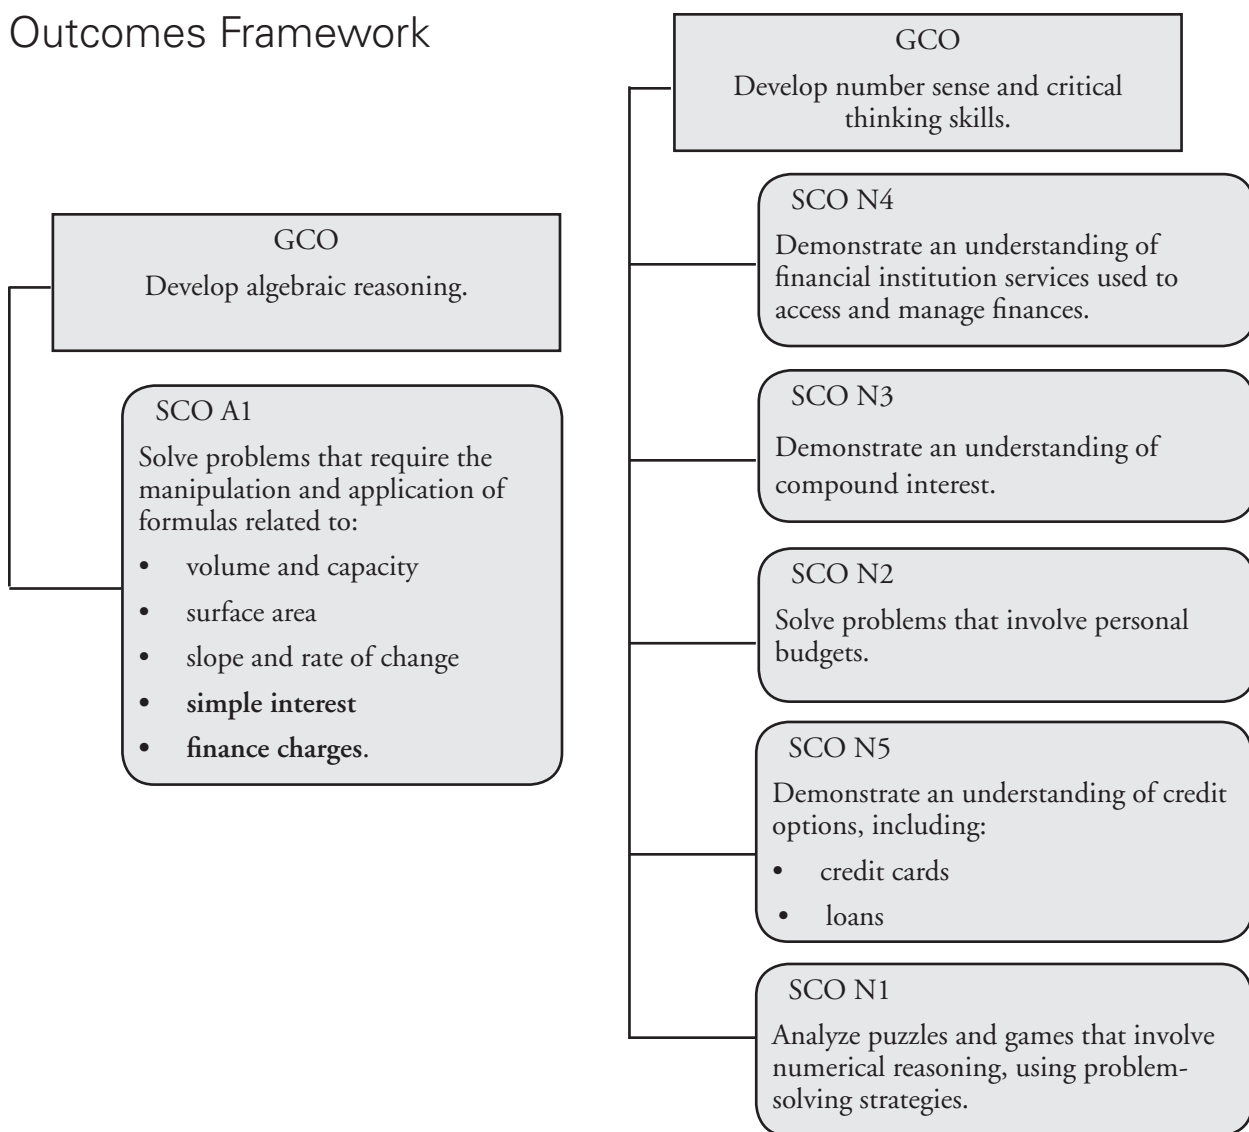 Outcomes Framework
GCO
Develop algebraic reasoning.
SCO A1
Solve problems that require the
manipulation and application of
formulas related to:
• volume and capacity
• surface area
• slope and rate of change
• simple interest
• finance charges.
GCO
Develop number sense and critical
thinking skills.
SCO N4
Demonstrate an understanding of
financial institution services used to
access and manage finances.
SCO N3
Demonstrate an understanding of
compound interest.
SCO N2
Solve problems that involve personal
budgets.
SCO N5
Demonstrate an understanding of credit
options, including:
• credit cards
• loans
SCO N1
Analyze puzzles and games that involve
numerical reasoning, using problem-
solving strategies.